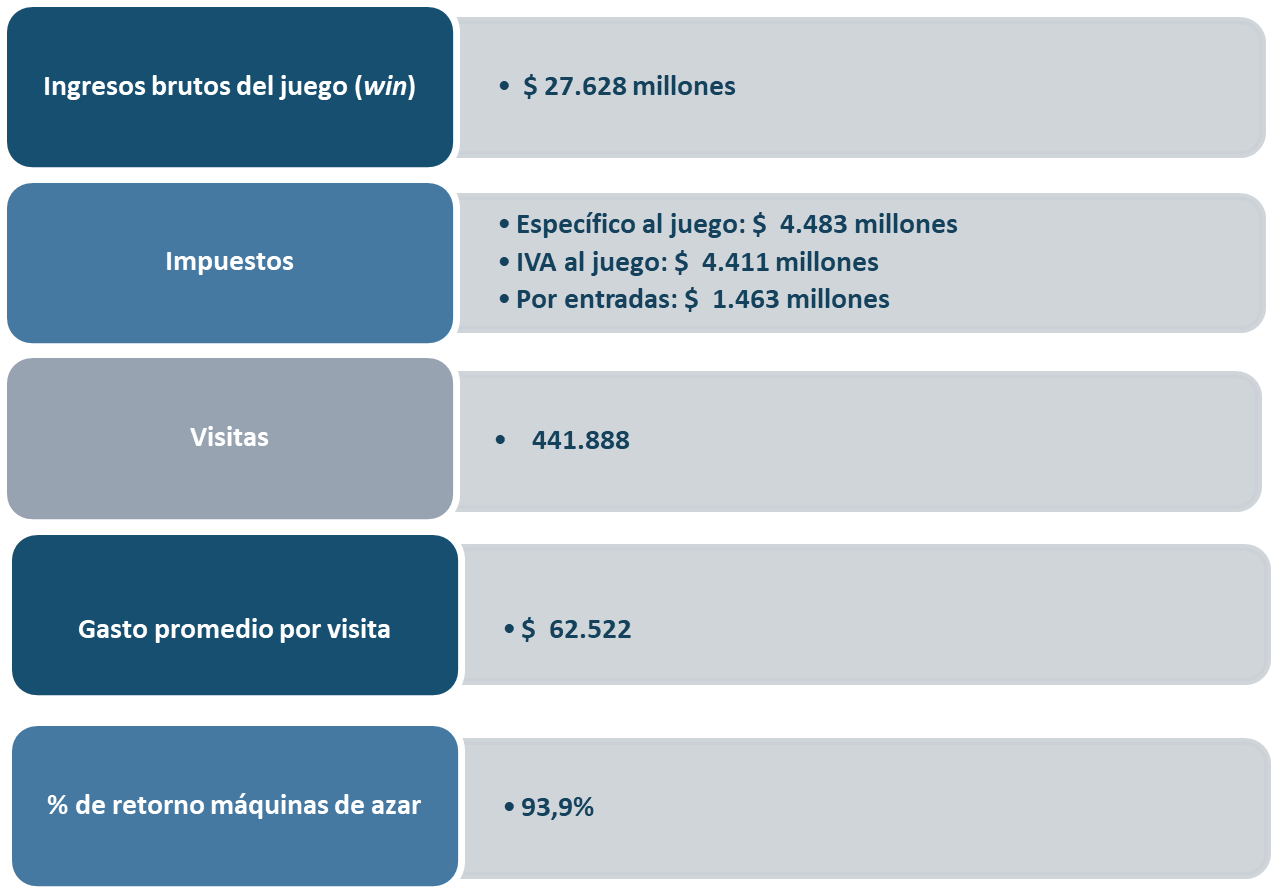 Ingresos brutos del juego (win)
• $ 27.628 millones
Impuestos
• Específico al juego: $ 4.483 millones
• IVA al juego: $ 4.411 millones
• Por entradas: $ 1.463 millones
Visitas
• 441.888
Gasto promedio por visita
• $ 62.522
% de retorno máquinas de azar
• 93,9%